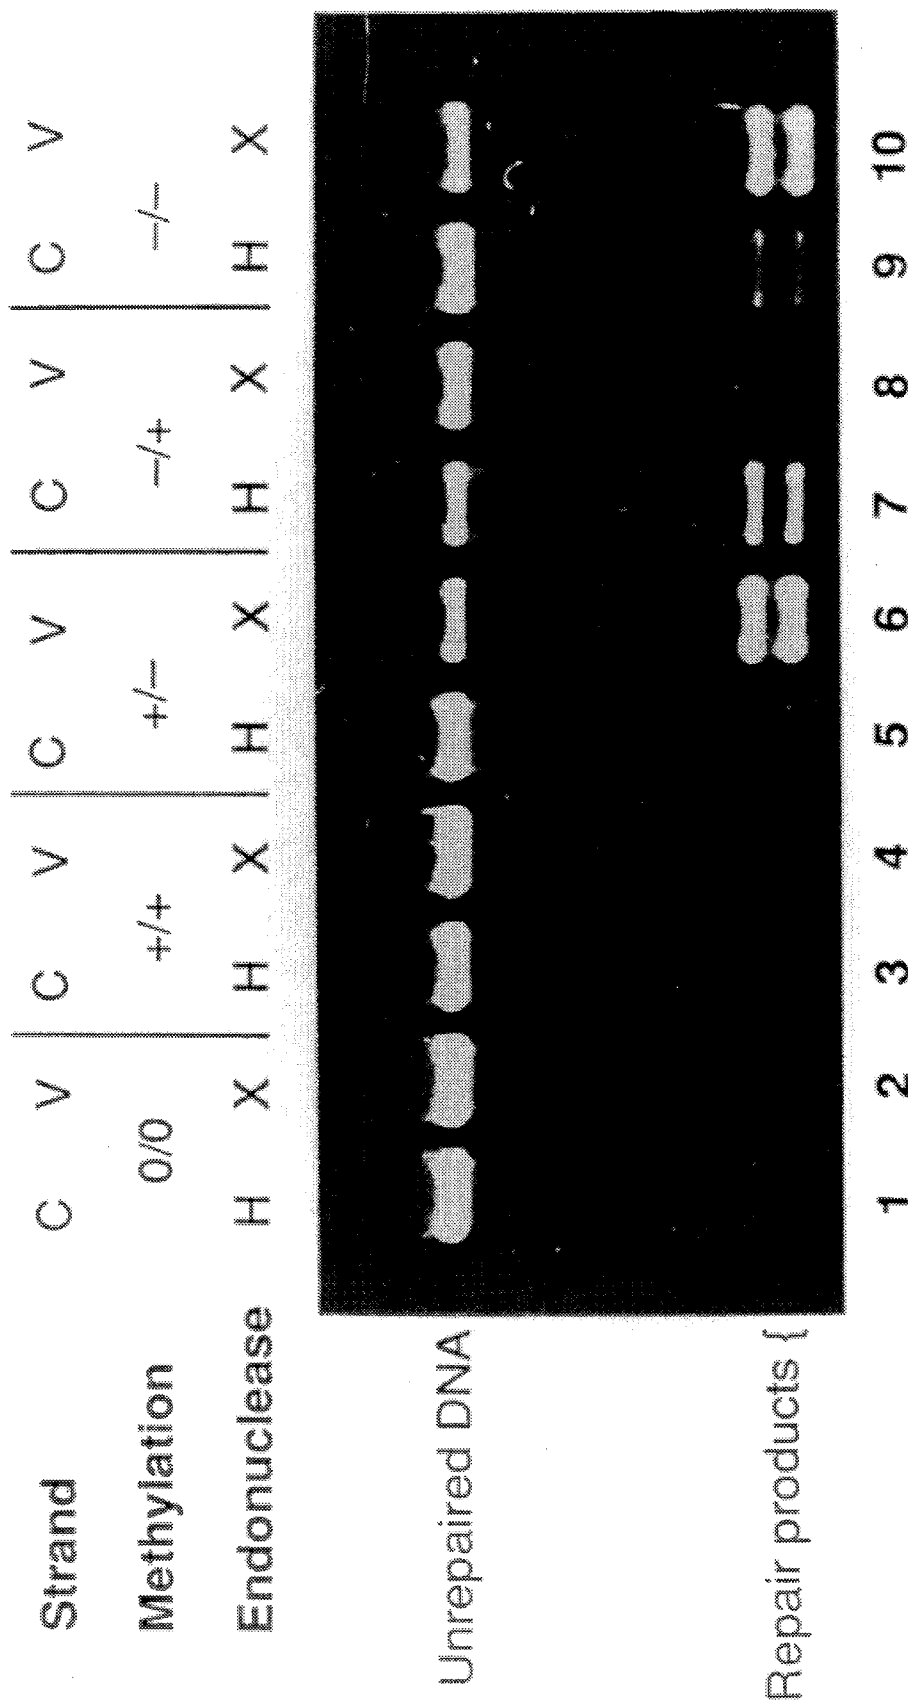 Strand C V C V C V C V C V
Methylation 0/0 +/+ +/– –/+ –/–
Endonuclease H X H X H X H X H X
Unrepaired DNA
Repair products {
1 2 3 4 5 6 7 8 9 10